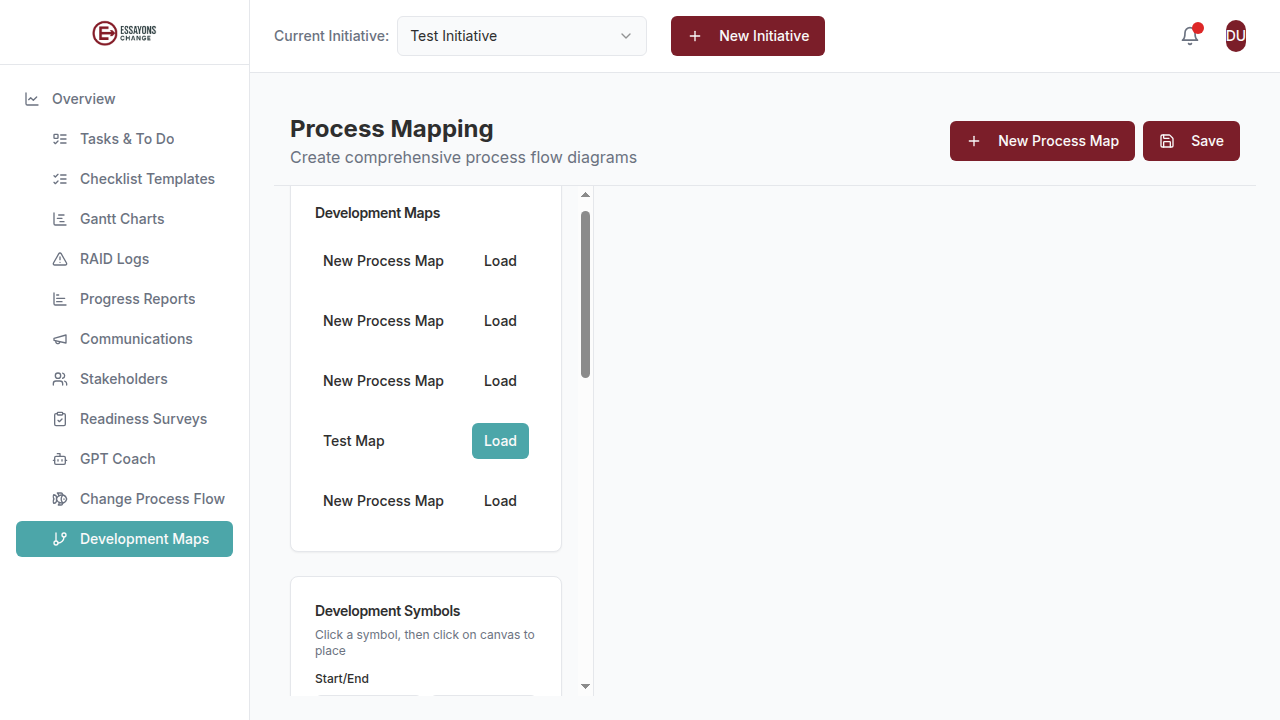 ESSAYONS
CHANGE
Current Initiative:
Test Initiative
New Initiative
DU
Overview
Tasks & To Do
Checklist Templates
Gantt Charts
RAID Logs
Progress Reports
Communications
Stakeholders
Readiness Surveys
GPT Coach
Change Process Flow
Development Maps
Process Mapping
Create comprehensive process flow diagrams
New Process Map
Save
Development Maps
New Process Map Load
New Process Map Load
New Process Map Load
Test Map Load
New Process Map Load
Development Symbols
Click a symbol, then click on canvas to
place
Start/End